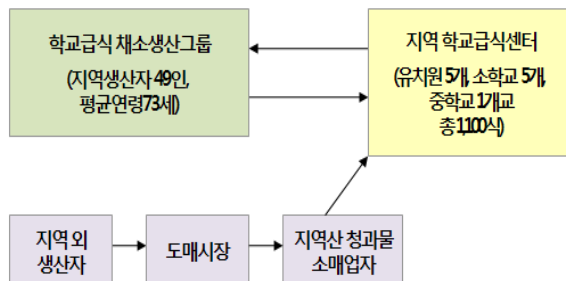 학교급식 채소생산그룹
(지역생산자 49인,
평균연령73세)
지역 학교급식센터
(유치원 5개, 소학교 5개,
중학교 1개교
총1,100식)
지역 외
생산자
도매시장
지역산 청과물
소매업자